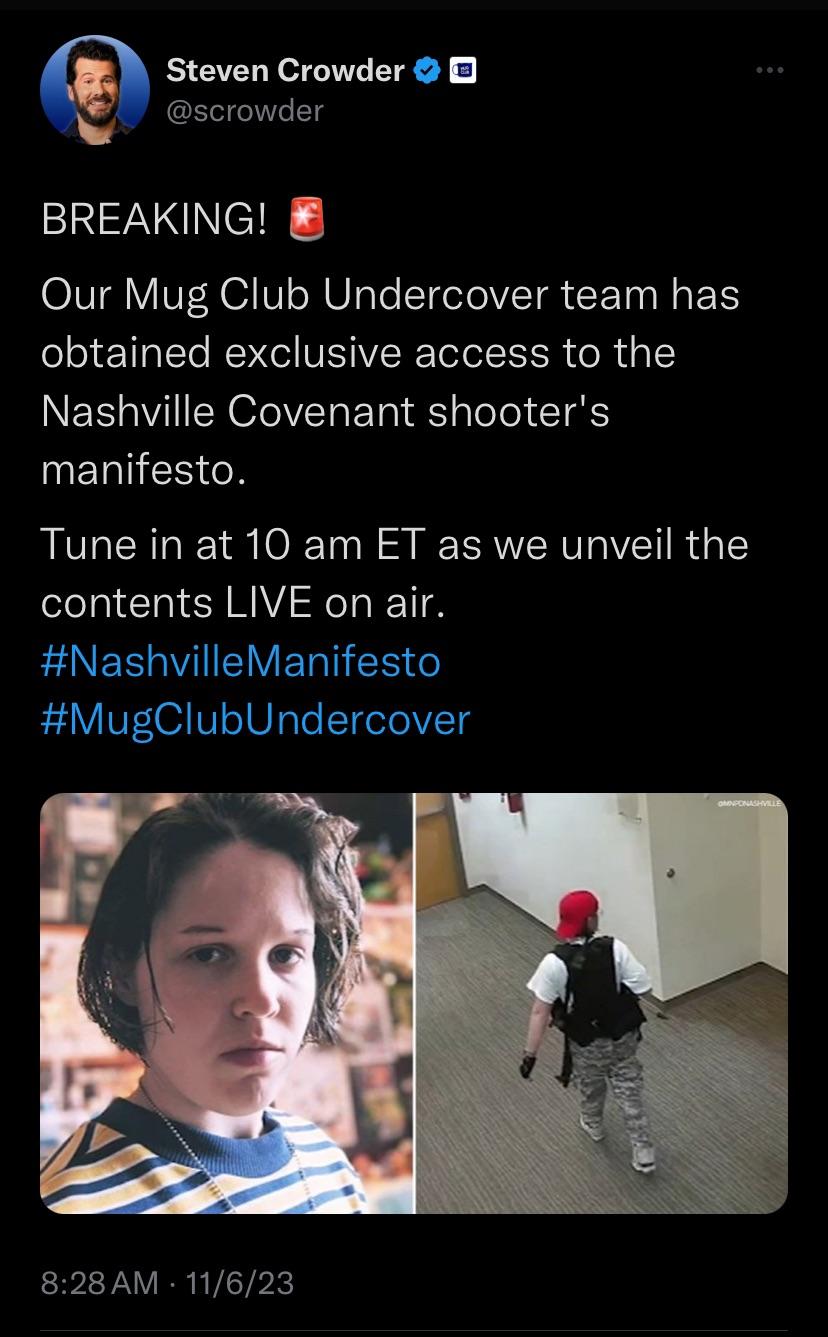 Steven Crowder
@scrowder
BREAKING! 🚨
Our Mug Club Undercover team has
obtained exclusive access to the
Nashville Covenant shooter's
manifesto.
Tune in at 10 am ET as we unveil the
contents LIVE on air.
#NashvilleManifesto
#MugClubUndercover
@MNPDNASHVILLE
8:28 AM · 11/6/23